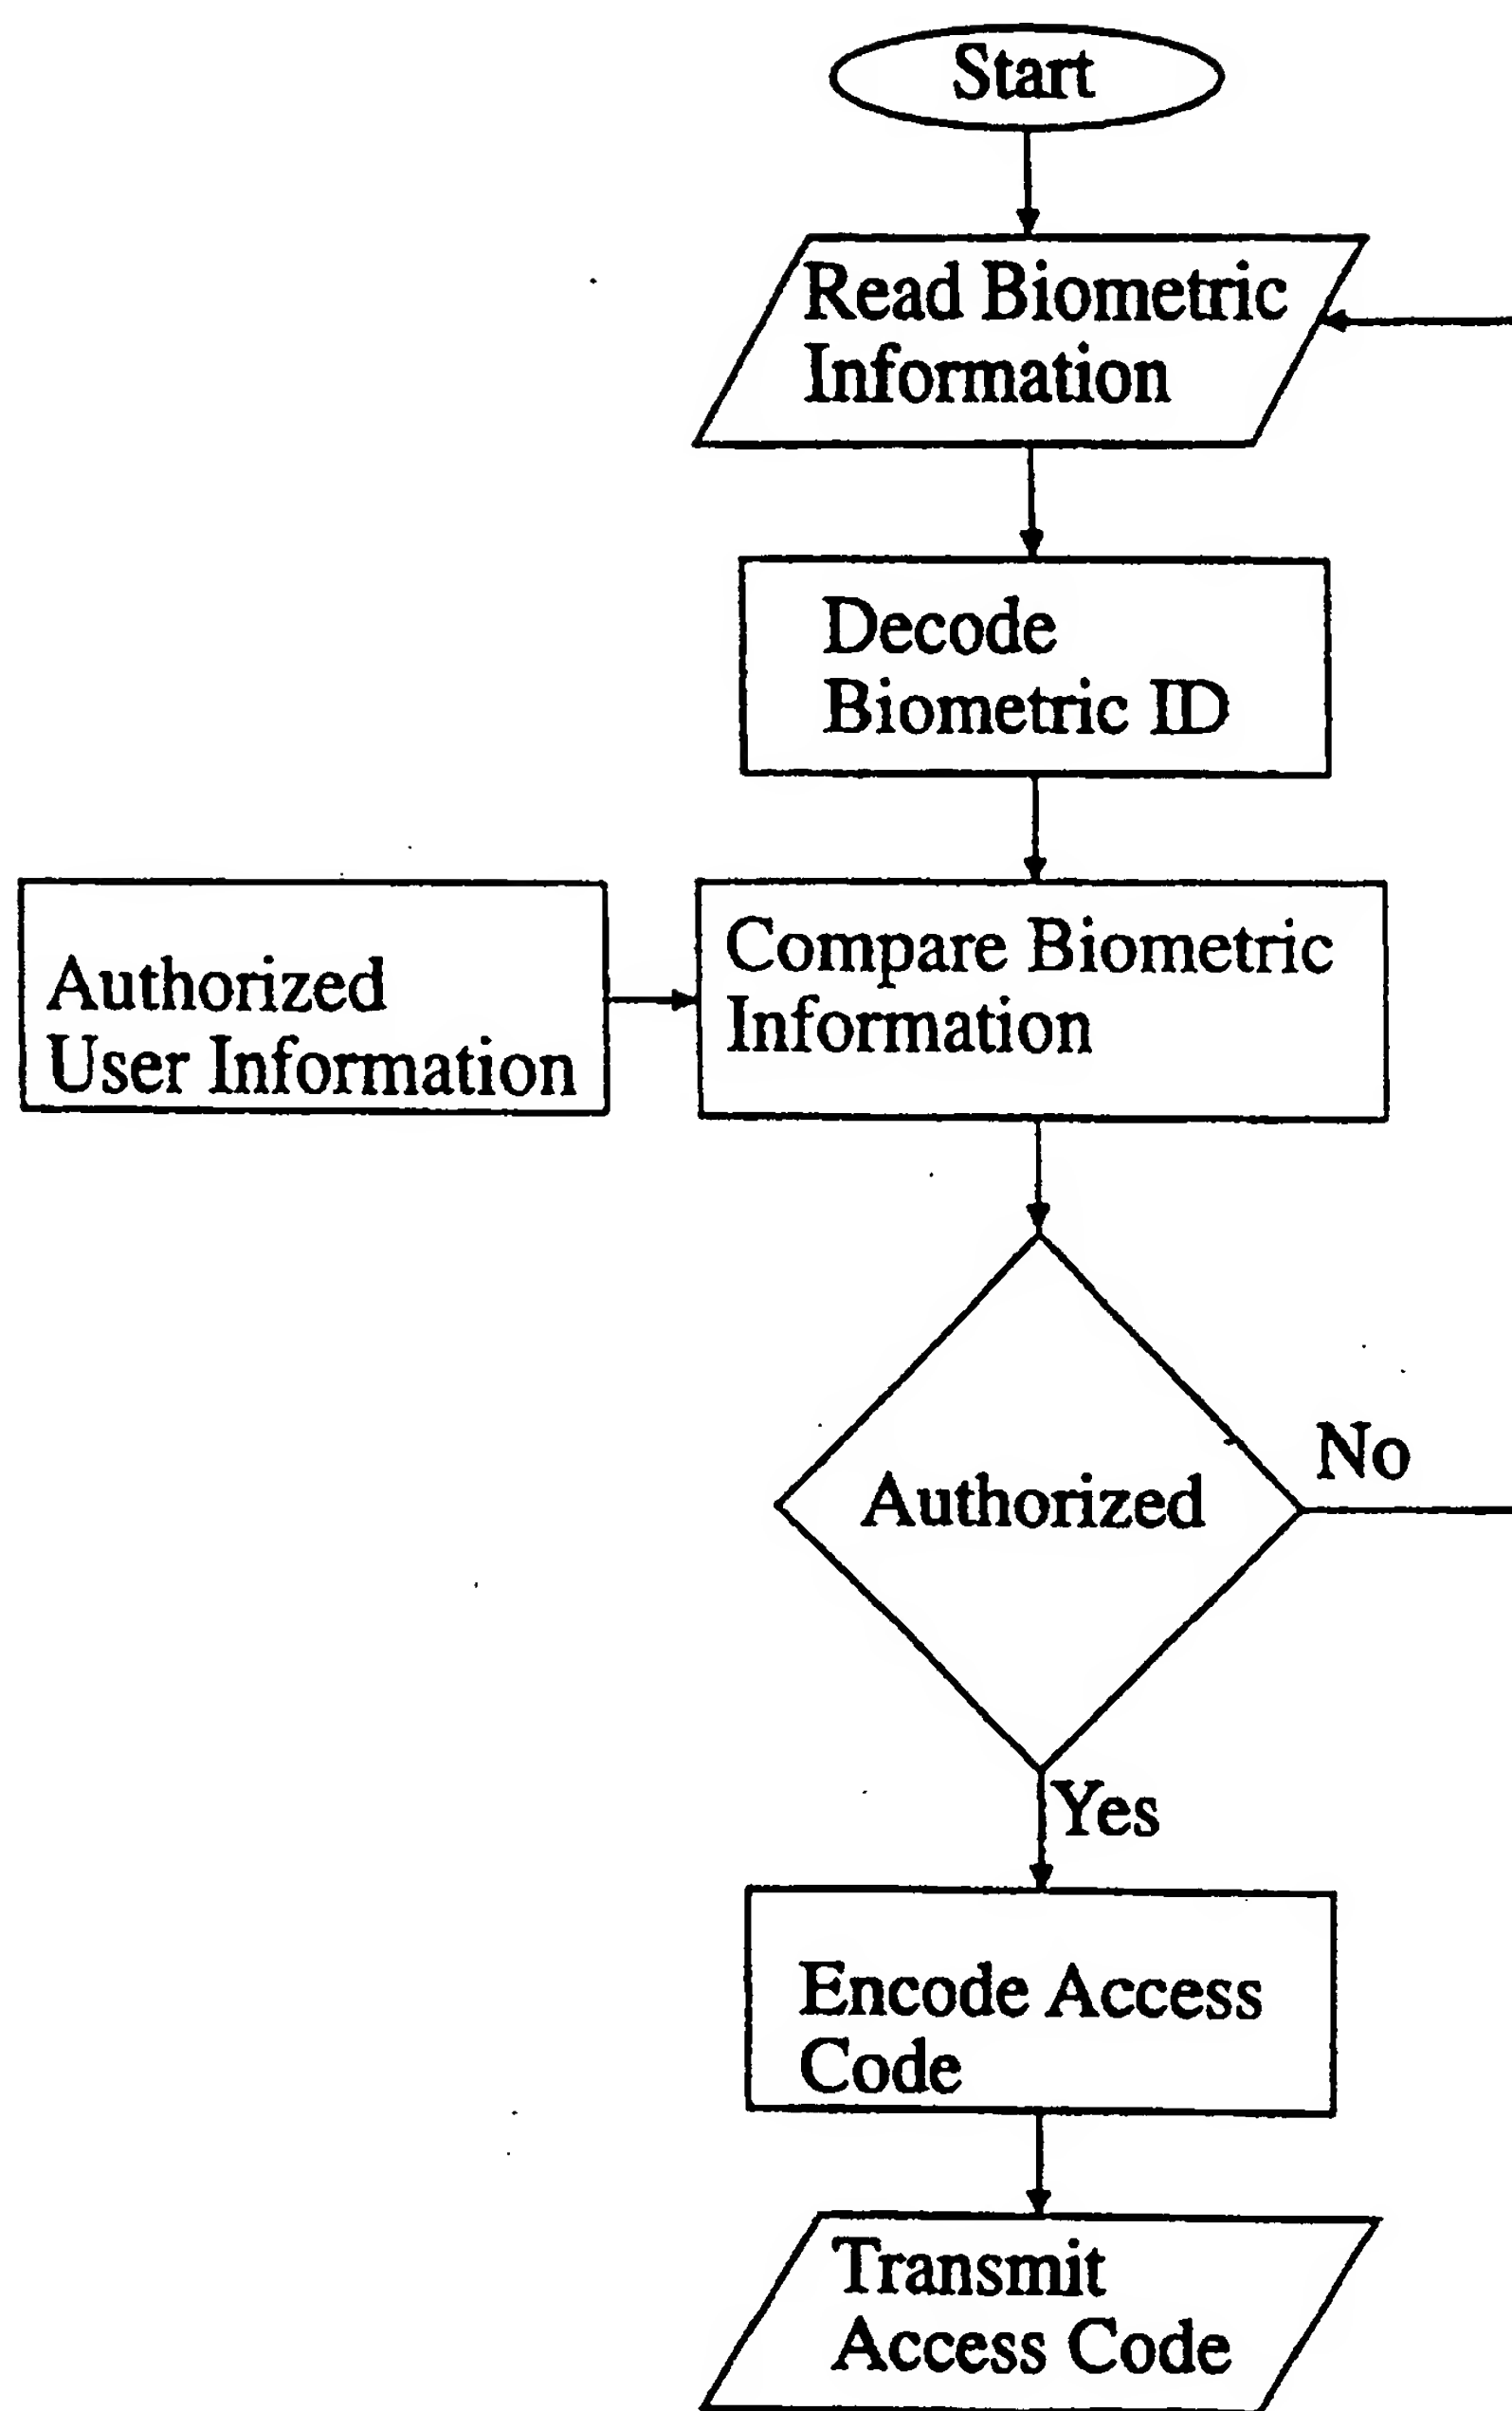 Start
Read Biometric
Information
Decode
Biometric ID
Authorized
User Information
Compare Biometric
Information
Authorized
No
Yes
Encode Access
Code
Transmit
Access Code